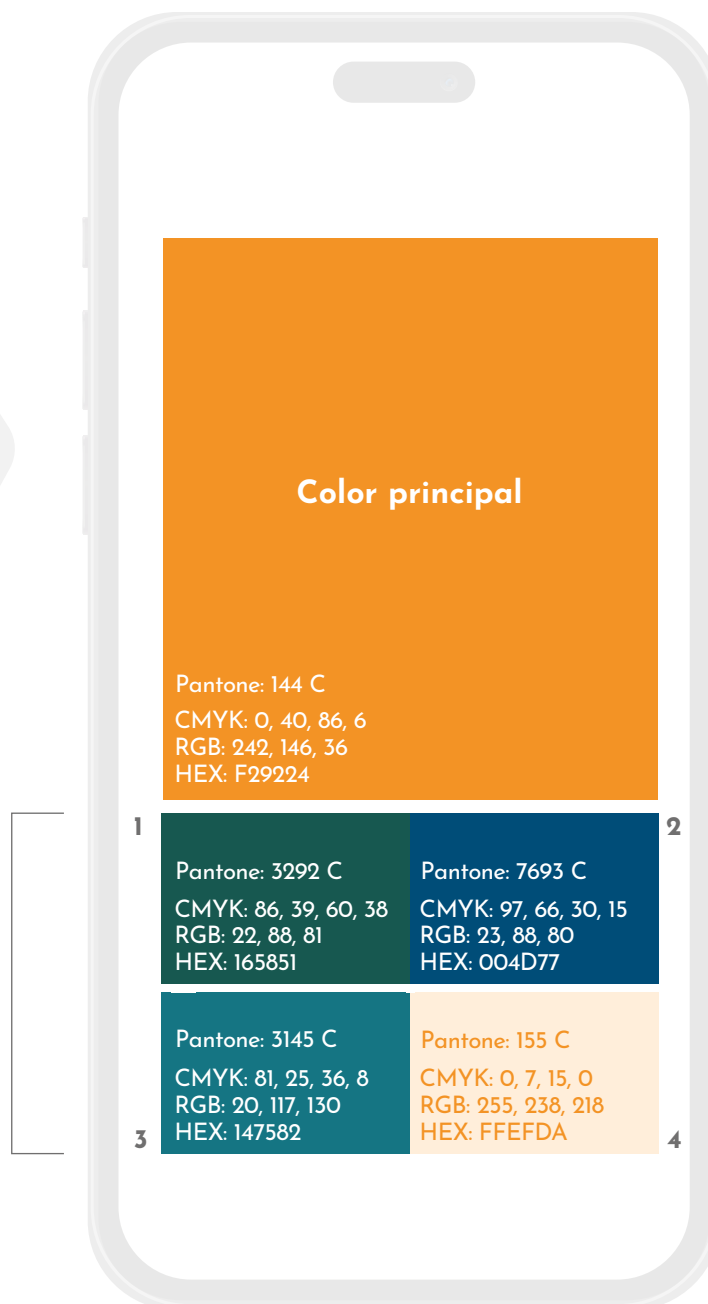 Color principal
Pantone: 144 C
CMYK: 0, 40, 86, 6
RGB: 242, 146, 36
HEX: F29224
1
Pantone: 3292 C
CMYK: 86, 39, 60, 38
RGB: 22, 88, 81
HEX: 165851
2
Pantone: 7693 C
CMYK: 97, 66, 30, 15
RGB: 23, 88, 80
HEX: 004D77
3
Pantone: 3145 C
CMYK: 81, 25, 36, 8
RGB: 20, 117, 130
HEX: 147582
4
Pantone: 155 C
CMYK: 0, 7, 15, 0
RGB: 255, 238, 218
HEX: FFEFDA